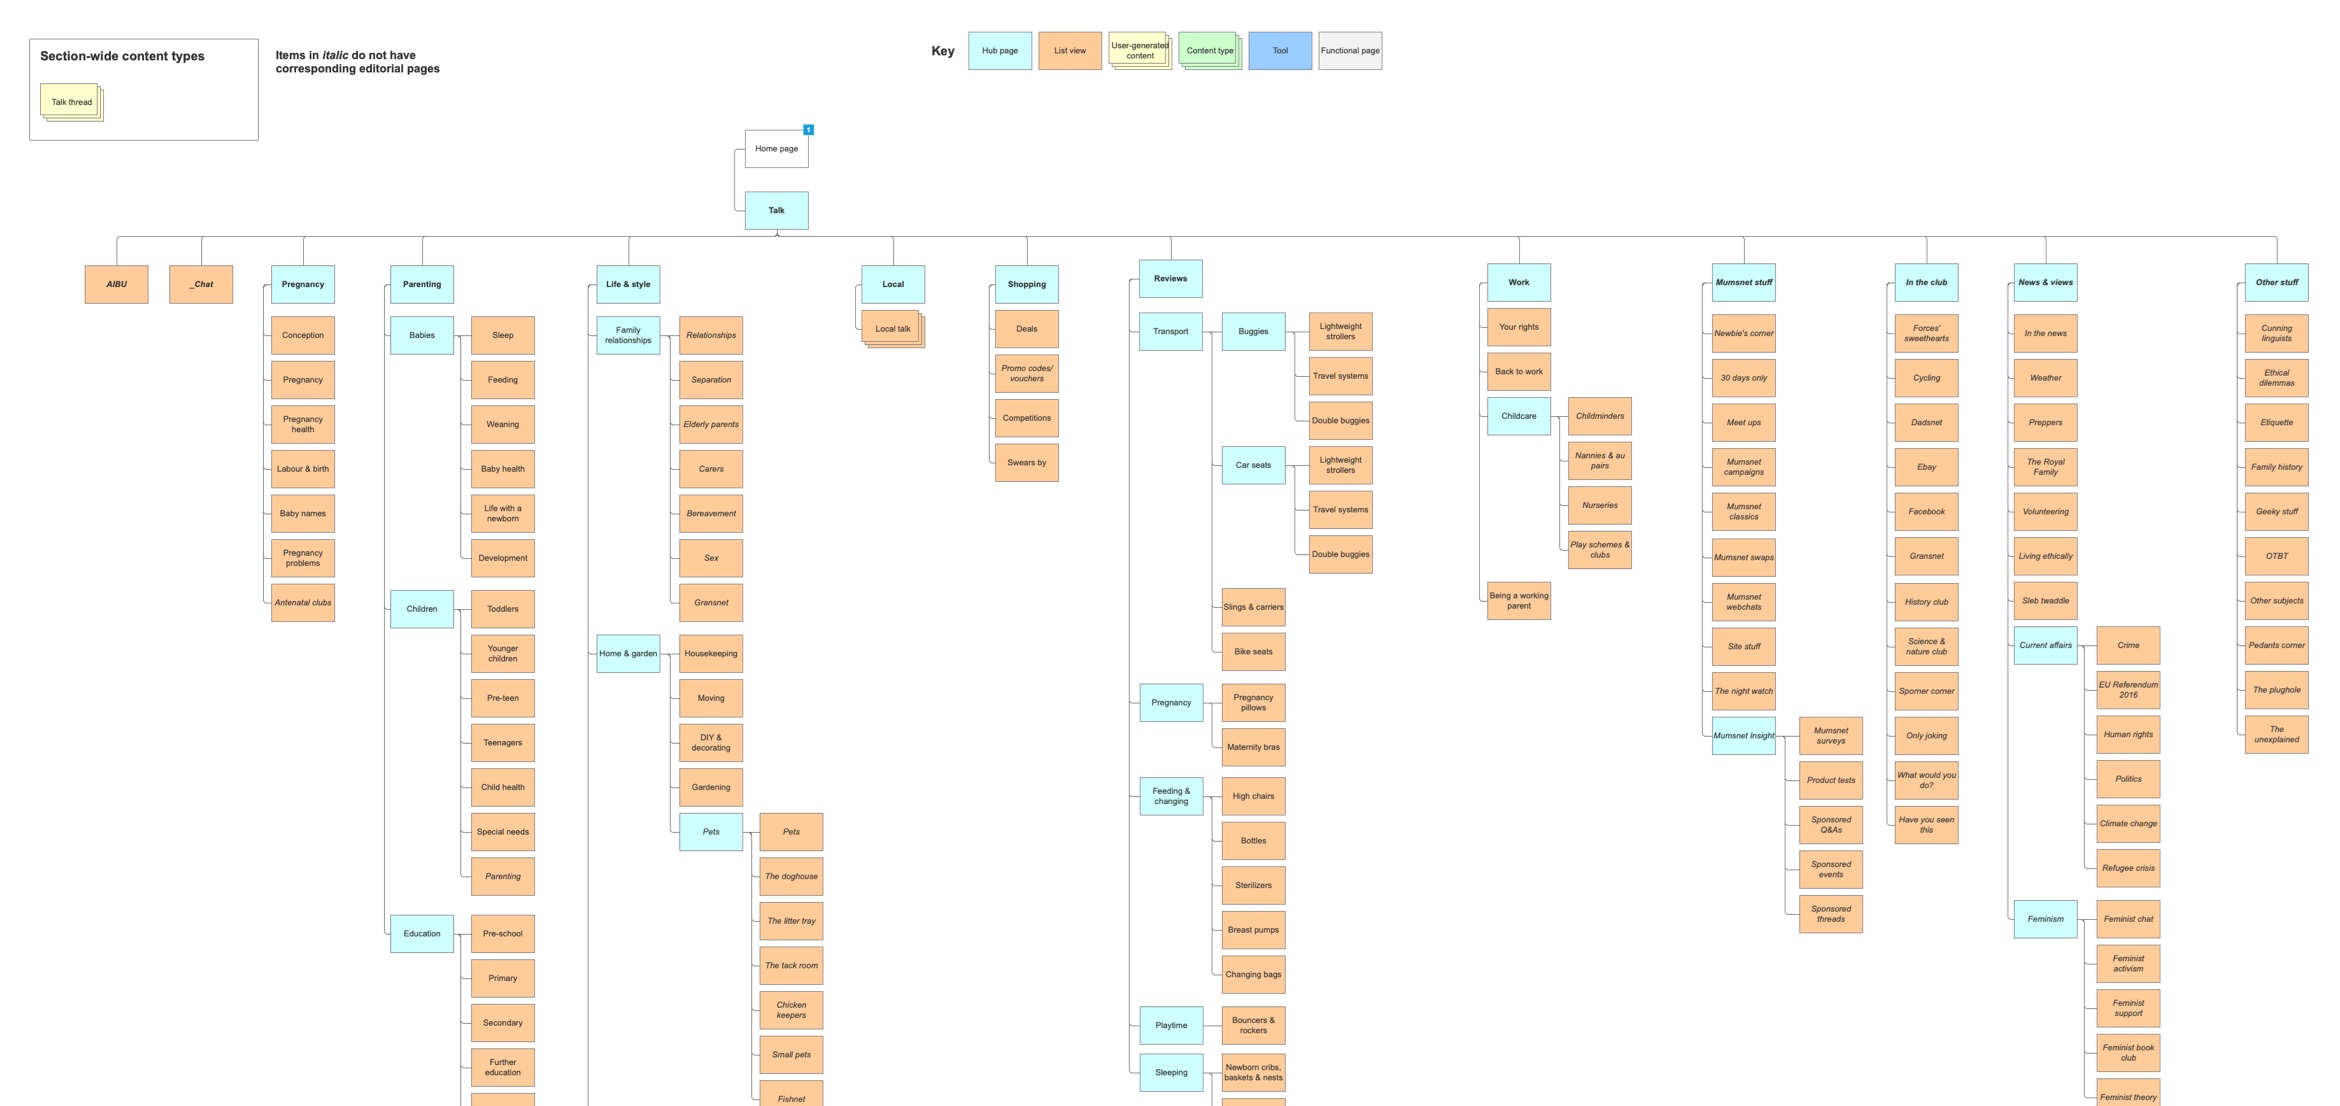 Section-wide content types
Talk thread
Items in italic do not have
corresponding editorial pages
Key
Hub page
List view
User-generated
content
Content type
Tool
Functional page
1
Home page
Talk
AIBU
_Chat
Pregnancy
Conception
Pregnancy
Pregnancy
health
Labour & birth
Baby names
Pregnancy
problems
Antenatal clubs
Parenting
Babies
Sleep
Feeding
Weaning
Baby health
Life with a
newborn
Development
Children
Toddlers
Younger
children
Pre-teen
Teenagers
Child health
Special needs
Parenting
Education
Pre-school
Primary
Secondary
Further
education
Life & style
Family
relationships
Relationships
Separation
Elderly parents
Carers
Bereavement
Sex
Gransnet
Home & garden
Housekeeping
Moving
DIY &
decorating
Gardening
Pets
Pets
The doghouse
The litter tray
The tack room
Chicken
keepers
Small pets
Fishnet
Local
Local talk
Shopping
Deals
Promo codes/
vouchers
Competitions
Swears by
Reviews
Transport
Buggies
Lightweight
strollers
Travel systems
Double buggies
Car seats
Lightweight
strollers
Travel systems
Double buggies
Slings & carriers
Bike seats
Pregnancy
Pregnancy
pillows
Maternity bras
Feeding &
changing
High chairs
Bottles
Sterilizers
Breast pumps
Changing bags
Playtime
Bouncers &
rockers
Sleeping
Newborn cribs,
baskets & nests
Work
Your rights
Back to work
Childcare
Childminders
Nannies & au
pairs
Nurseries
Play schemes &
clubs
Being a working
parent
Mumsnet stuff
Newbie's corner
30 days only
Meet ups
Mumsnet
campaigns
Mumsnet
classics
Mumsnet swaps
Mumsnet
webchats
Site stuff
The night watch
Mumsnet Insight
Mumsnet
surveys
Product tests
Sponsored
Q&As
Sponsored
events
Sponsored
threads
In the club
Forces'
sweethearts
Cycling
Dadsnet
Ebay
Facebook
Gransnet
History club
Science &
nature club
Sporner corner
Only joking
What would you
do?
Have you seen
this
News & views
In the news
Weather
Preppers
The Royal
Family
Volunteering
Living ethically
Sleb twaddle
Current affairs
Crime
EU Referendum
2016
Human rights
Politics
Climate change
Refugee crisis
Feminism
Feminist chat
Feminist
activism
Feminist
support
Feminist book
club
Feminist theory
Other stuff
Cunning
linguists
Ethical
dilemmas
Etiquette
Family history
Geeky stuff
OTBT
Other subjects
Pedants corner
The plughole
The
unexplained